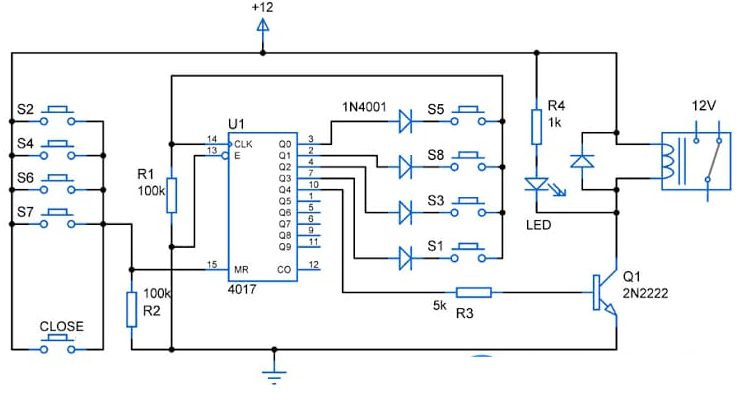 +12
S2
S4
S6
S7
CLOSE
R1
100k
100k
R2
U1
14 CLK
13 E
15 MR
Q0 3
Q1 2
Q2 4
Q3 7
Q4 10
Q5 1
Q6 5
Q7 6
Q8 9
Q9 11
CO 12
4017
1N4001
S5
S8
S3
S1
5k
R3
R4
1k
LED
12V
Q1
2N2222